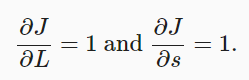 ∂J/∂L = 1 and ∂J/∂s = 1.